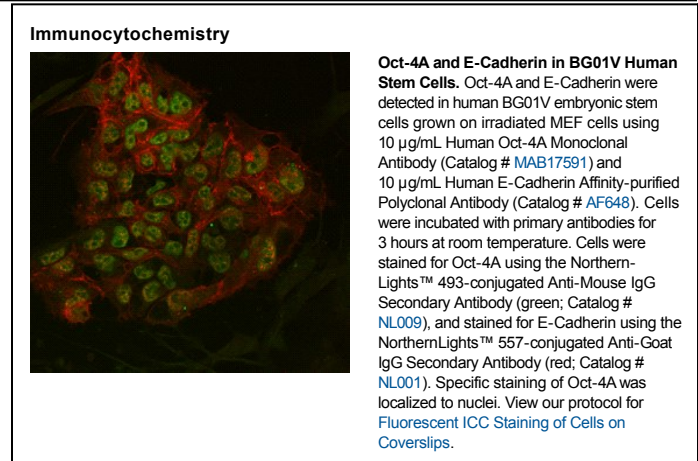 Immunocytochemistry
Oct-4A and E-Cadherin in BG01V Human
Stem Cells. Oct-4A and E-Cadherin were
detected in human BG01V embryonic stem
cells grown on irradiated MEF cells using
10 µg/mL Human Oct-4A Monoclonal
Antibody (Catalog # MAB17591) and
10 µg/mL Human E-Cadherin Affinity-purified
Polyclonal Antibody (Catalog # AF648). Cells
were incubated with primary antibodies for
3 hours at room temperature. Cells were
stained for Oct-4A using the Northern-
Lights™ 493-conjugated Anti-Mouse IgG
Secondary Antibody (green; Catalog #
NL009), and stained for E-Cadherin using the
NorthernLights™ 557-conjugated Anti-Goat
IgG Secondary Antibody (red; Catalog #
NL001). Specific staining of Oct-4A was
localized to nuclei. View our protocol for
Fluorescent ICC Staining of Cells on
Coverslips.